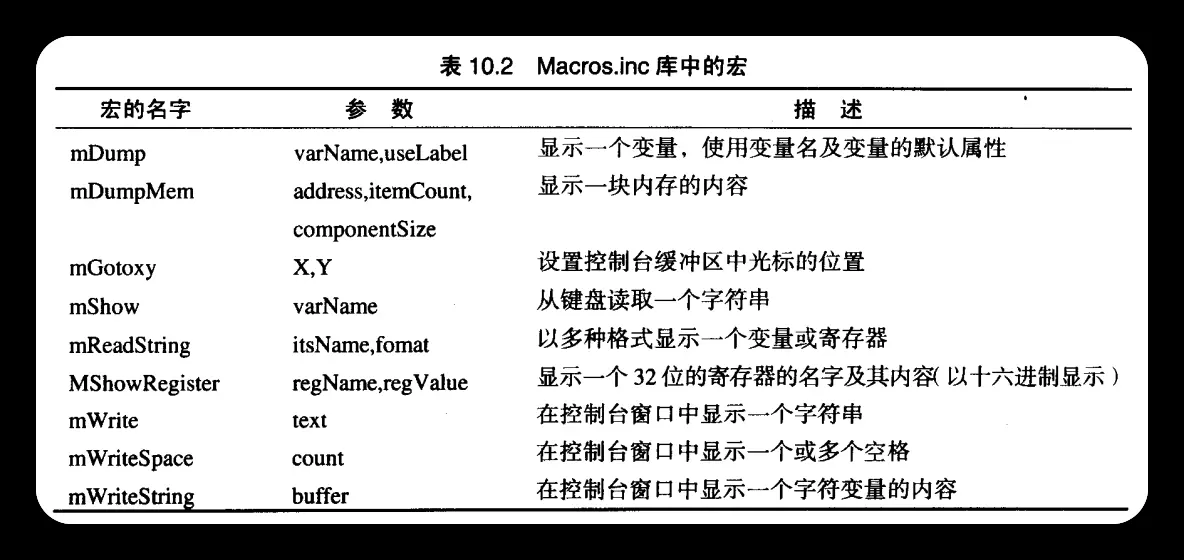 表 10.2 Macros.inc 库中的宏
宏的名字 参 数 描 述
mDump varName,useLabel 显示一个变量，使用变量名及变量的默认属性
mDumpMem address,itemCount, 显示一块内存的内容
componentSize
mGotoxy X,Y 设置控制台缓冲区中光标的位置
mShow varName 从键盘读取一个字符串
mReadString itsName,fomat 以多种格式显示一个变量或寄存器
MShowRegister regName,regValue 显示一个 32 位的寄存器的名字及其内容（以十六进制显示）
mWrite text 在控制台窗口中显示一个字符串
mWriteSpace count 在控制台窗口中显示一个或多个空格
mWriteString buffer 在控制台窗口中显示一个字符变量的内容